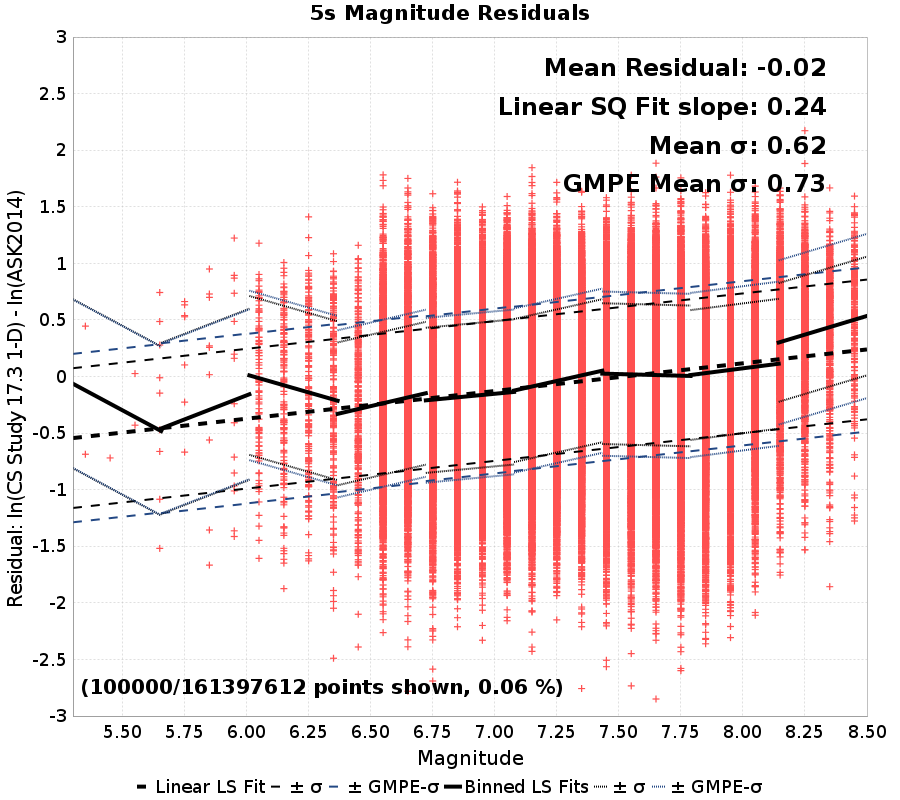 5s Magnitude Residuals
Mean Residual: -0.02
Linear SQ Fit slope: 0.24
Mean σ: 0.62
GMPE Mean σ: 0.73
3
2.5
2
1.5
1
0.5
0
-0.5
-1
-1.5
-2
-2.5
-3
Residual: ln(CS Study 17.3 1-D) - ln(ASK2014)
(100000/161397612 points shown, 0.06 %)
5.50 5.75 6.00 6.25 6.50 6.75 7.00 7.25 7.50 7.75 8.00 8.25 8.50
Magnitude
Linear LS Fit ± σ ± GMPE-σ Binned LS Fits ± σ ± GMPE-σ